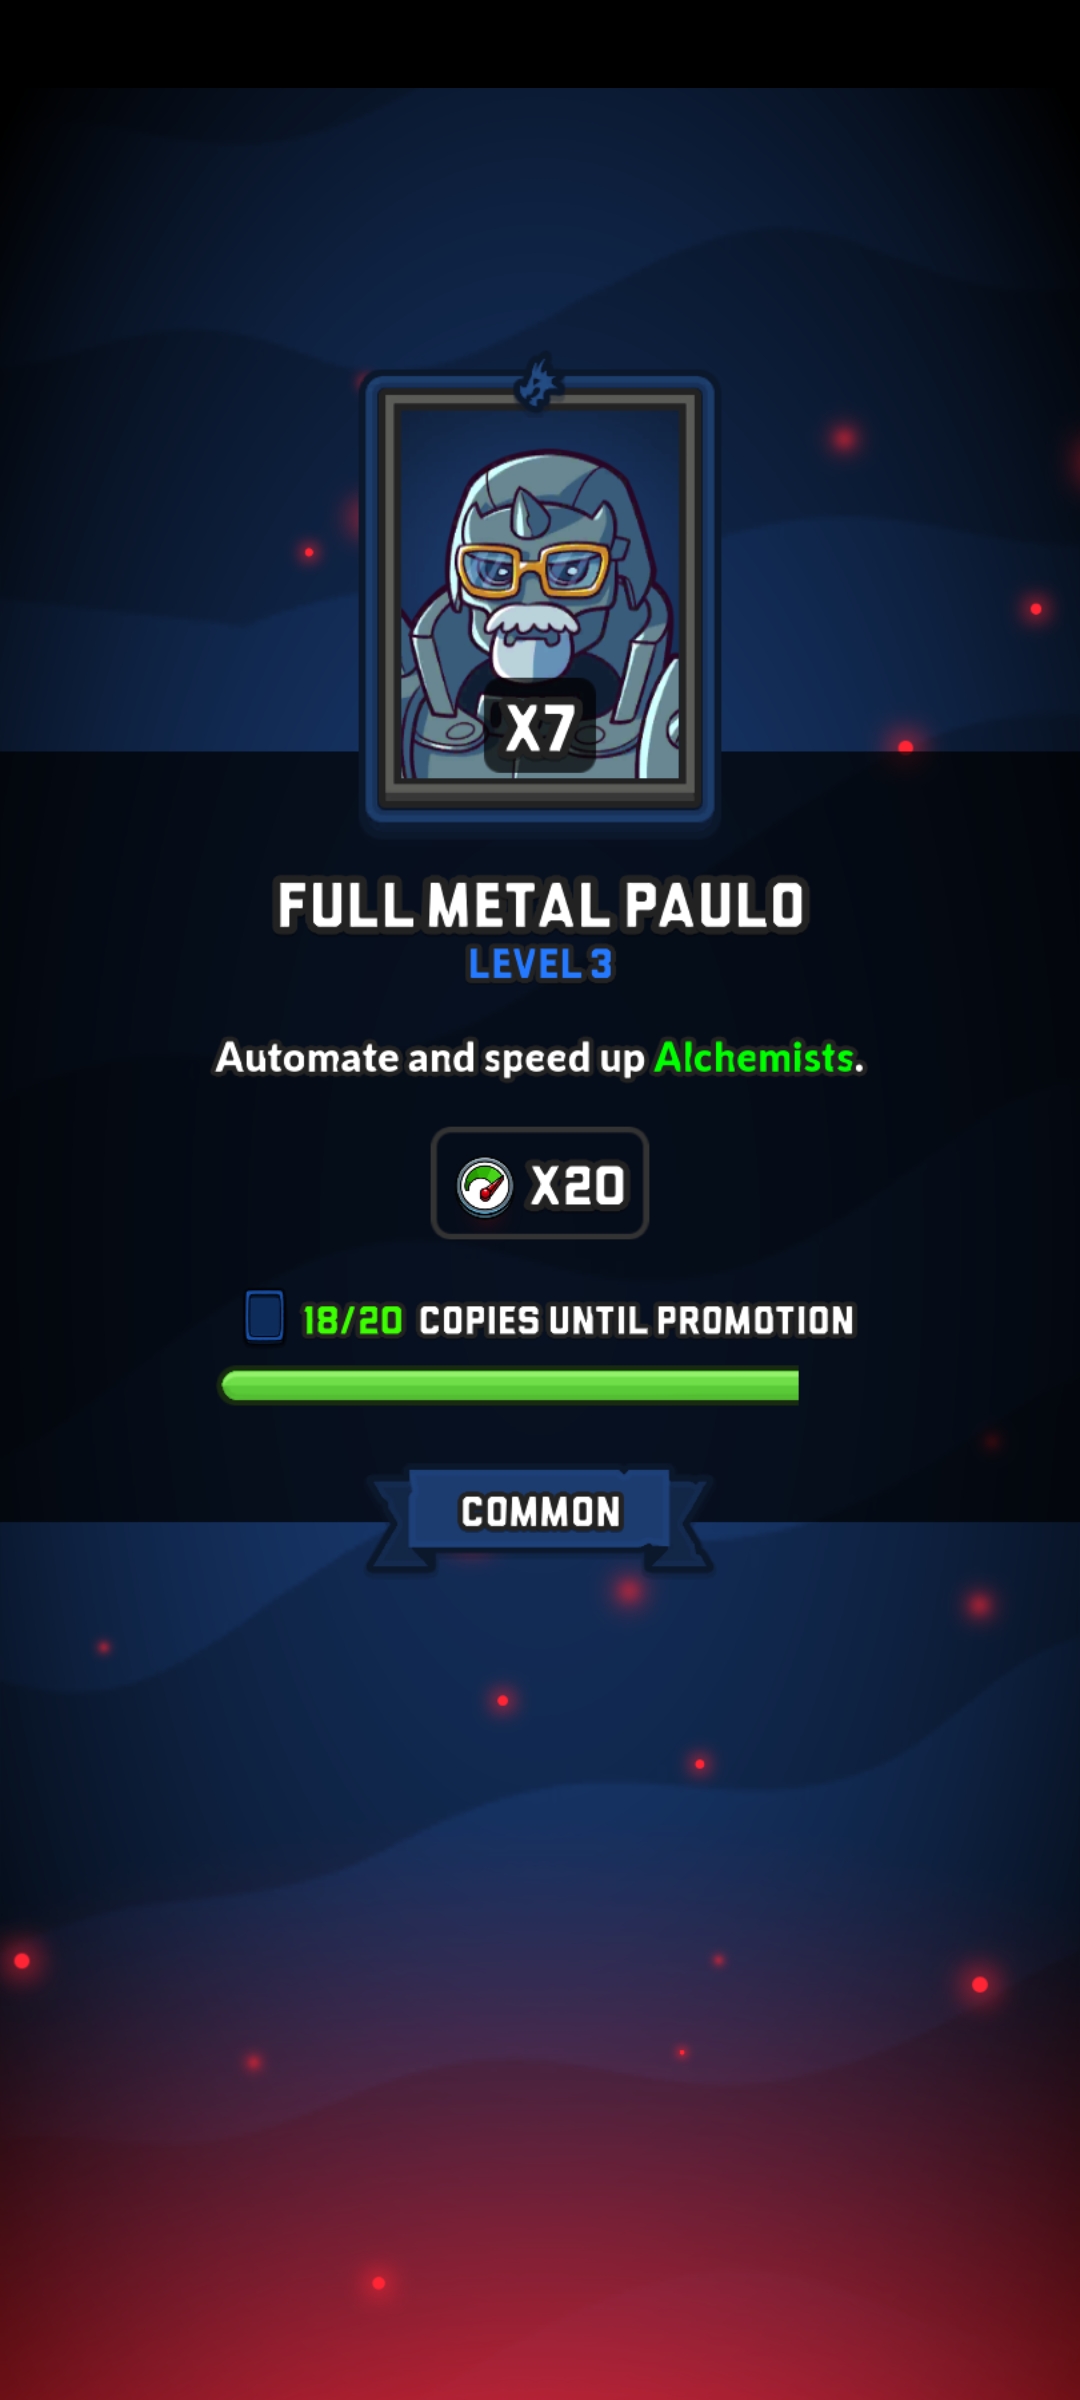 X7
FULL METAL PAULO
LEVEL 3
Automate and speed up Alchemists.
X20
18/20 COPIES UNTIL PROMOTION
COMMON